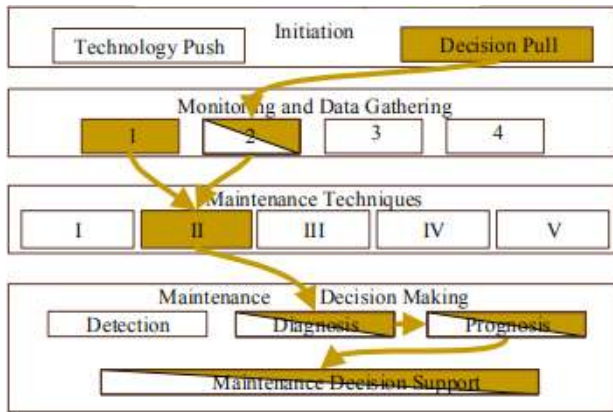 Initiation
Technology Push Decision Pull
Monitoring and Data Gathering
1 2 3 4
Maintenance Techniques
I II III IV V
Maintenance Decision Making
Detection Diagnosis Prognosis
Maintenance Decision Support